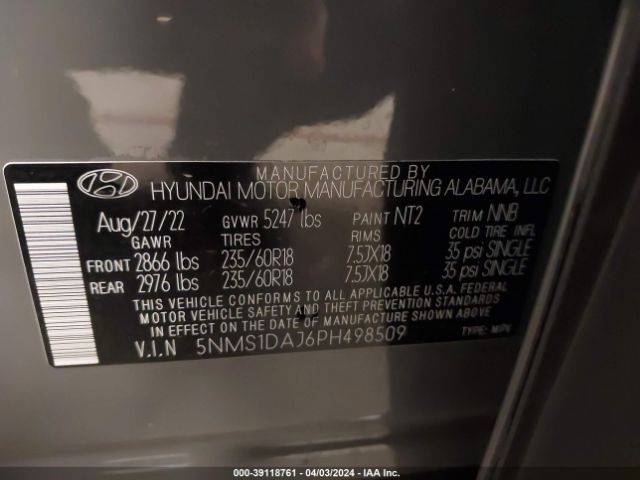 MANUFACTURED BY
HYUNDAI MOTOR MANUFACTURING ALABAMA, LLC
Aug/27/22 GVWR 5247 lbs PAINT NT2 TRIM NNB
GAWR TIRES RIMS COLD TIRE INFL
FRONT 2866 lbs 235/60R18 7.5JX18 35 psi SINGLE
REAR 2976 lbs 235/60R18 7.5JX18 35 psi SINGLE
THIS VEHICLE CONFORMS TO ALL APPLICABLE U.S.A. FEDERAL
MOTOR VEHICLE SAFETY AND THEFT PREVENTION STANDARDS
IN EFFECT ON THE DATE OF MANUFACTURE SHOWN ABOVE
V.I.N 5NMS1DAJ6PH498509 TYPE: MPV
000-39118761 - 04/03/2024 - IAA Inc.